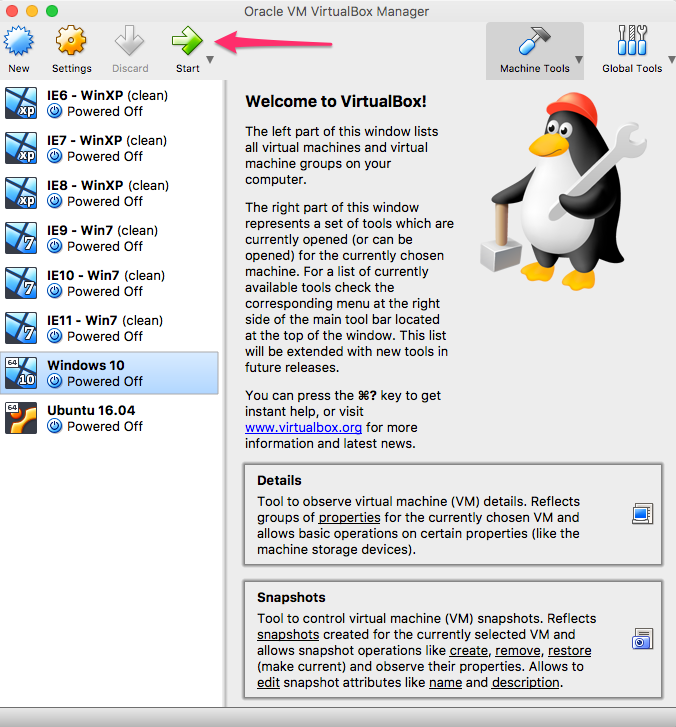 Oracle VM VirtualBox Manager
New
Settings
Discard
Start
Machine Tools
Global Tools
IE6 - WinXP (clean)
Powered Off
IE7 - WinXP (clean)
Powered Off
IE8 - WinXP (clean)
Powered Off
IE9 - Win7 (clean)
Powered Off
IE10 - Win7 (clean)
Powered Off
IE11 - Win7 (clean)
Powered Off
Windows 10
Powered Off
Ubuntu 16.04
Powered Off
xp
xp
xp
7
7
7
64
10
64
Welcome to VirtualBox!
The left part of this window lists
all virtual machines and virtual
machine groups on your
computer.
The right part of this window
represents a set of tools which are
currently opened (or can be
opened) for the currently chosen
machine. For a list of currently
available tools check the
corresponding menu at the right
side of the main tool bar located
at the top of the window. This list
will be extended with new tools in
future releases.
You can press the ⌘? key to get
instant help, or visit
www.virtualbox.org for more
information and latest news.
Details
Tool to observe virtual machine (VM) details. Reflects
groups of properties for the currently chosen VM and
allows basic operations on certain properties (like the
machine storage devices).
Snapshots
Tool to control virtual machine (VM) snapshots. Reflects
snapshots created for the currently selected VM and
allows snapshot operations like create, remove, restore
(make current) and observe their properties. Allows to
edit snapshot attributes like name and description.